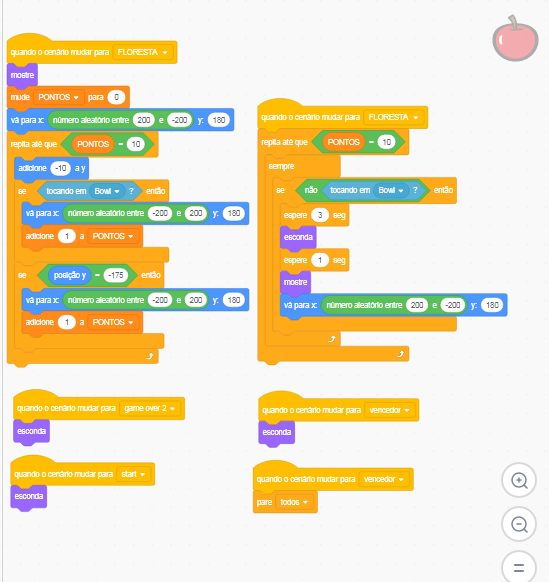 quando o cenário mudar para FLORESTA
mostre
mude PONTOS para 0
vá para x: número aleatório entre 200 e -200 y: 180
repita até que PONTOS = 10
adicione -10 a y
se tocando em Bowl ? então
vá para x: número aleatório entre -200 e 200 y: 180
adicione 1 a PONTOS
se posição y = -175 então
vá para x: número aleatório entre -200 e 200 y: 180
adicione 1 a PONTOS
quando o cenário mudar para FLORESTA
repita até que PONTOS = 10
sempre
se não tocando em Bowl ? então
espere 3 seg
esconda
espere 1 seg
mostre
vá para x: número aleatório entre 200 e -200 y: 180
quando o cenário mudar para game over 2
esconda
quando o cenário mudar para vencedor
esconda
quando o cenário mudar para start
esconda
quando o cenário mudar para vencedor
pare todos